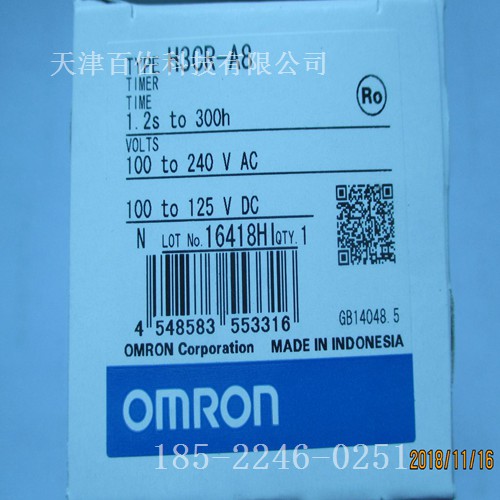 天津百佐科技有限公司
TYPE H3CR-A8
TIMER
TIME
1.2s to 300h
Ro
VOLTS
100 to 240 V AC
100 to 125 V DC
N LOT No. 16418HI QTY. 1
4 548583 553316
GB14048.5
OMRON Corporation MADE IN INDONESIA
OMRON
185-2246-0251
2018/11/16